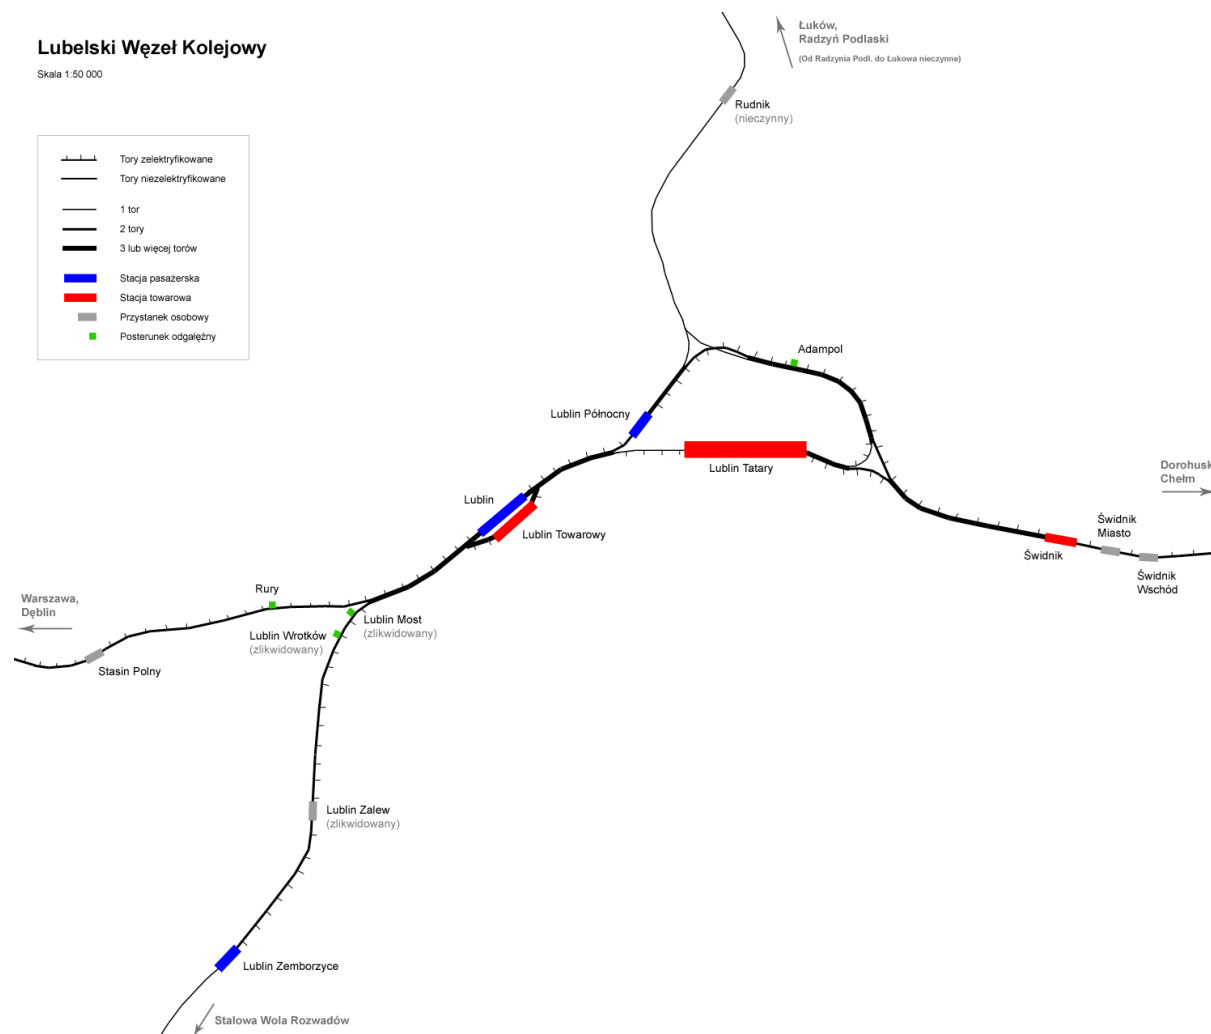 Lubelski Węzeł Kolejowy
Skala 1:50 000
Tory zelektryfikowane
Tory niezelektryfikowane
1 tor
2 tory
3 lub więcej torów
Stacja pasażerska
Stacja towarowa
Przystanek osobowy
Posterunek odgałęźny
Łuków,
Radzyń Podlaski
(Od Radzynia Podl. do Łukowa nieczynne)
Rudnik
(nieczynny)
Adampol
Lublin Północny
Lublin Tatary
Lublin
Lublin Towarowy
Dorohusk
Chełm
Świdnik
Miasto
Świdnik
Świdnik
Wschód
Rury
Warszawa,
Dęblin
Lublin Most
(zlikwidowany)
Lublin Wrotków
(zlikwidowany)
Stasin Polny
Lublin Zalew
(zlikwidowany)
Lublin Zemborzyce
Stalowa Wola Rozwadów